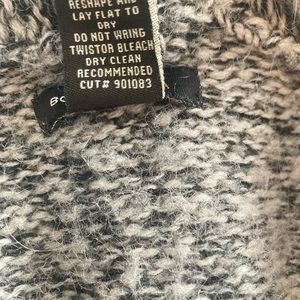 RESHAPE AND
LAY FLAT TO
DRY
DO NOT WRING
TWISTOR BLEACH
DRY CLEAN
RECOMMENDED
CUT# 901083